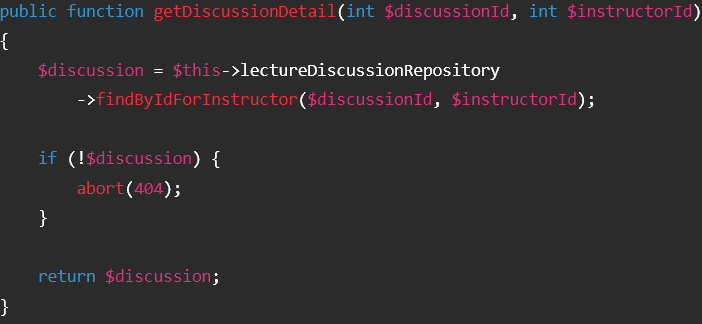 public function getDiscussionDetail(int $discussionId, int $instructorId)
{
    $discussion = $this->lectureDiscussionRepository
        ->findByIdForInstructor($discussionId, $instructorId);

    if (!$discussion) {
        abort(404);
    }

    return $discussion;
}